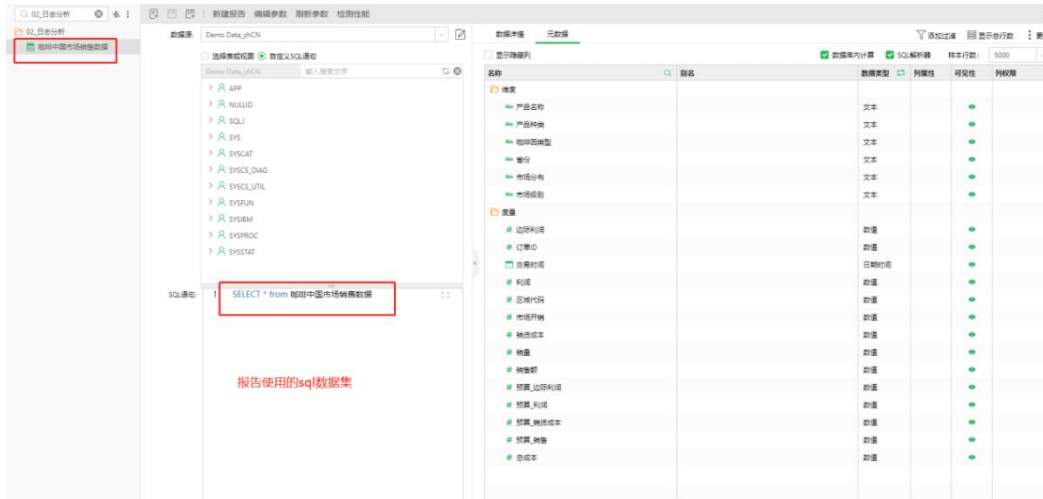 02_日志分析
新建报告 编辑参数 刷新参数 检测性能
02_日志分析
咖啡中国市场销售数据
数据源: Demo Data_zhCN
选择表或视图 自定义SQL语句
Demo Data_zhCN 输入搜索文字
APP
NULLID
SQLJ
SYS
SYSCAT
SYSCS_DIAG
SYSCS_UTIL
SYSFUN
SYSIBM
SYSPROC
SYSSTAT
SQL语句: 1 SELECT * from 咖啡中国市场销售数据
报告使用的sql数据集
数据详情 元数据
添加过滤 显示总行数 更
显示隐藏列 数据库内计算 SQL解析器 样本行数: 5000
名称 别名 数据类型 列属性 可见性 列权限
维度
产品名称 文本
产品种类 文本
咖啡因类型 文本
省份 文本
市场分布 文本
市场级别 文本
度量
边际利润 数值
订单ID 数值
交易时间 日期时间
利润 数值
区域代码 数值
市场开销 数值
销货成本 数值
销量 数值
销售额 数值
预算_边际利润 数值
预算_利润 数值
预算_销货成本 数值
预算_销售 数值
总成本 数值